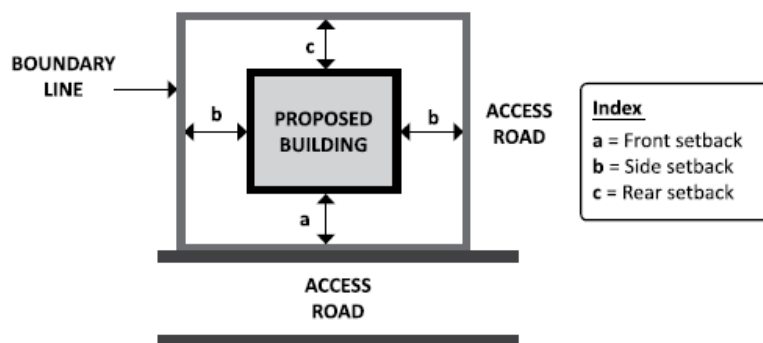 c
BOUNDARY
LINE
b
PROPOSED
BUILDING
b
ACCESS
ROAD
a
ACCESS
ROAD
Index
a = Front setback
b = Side setback
c = Rear setback